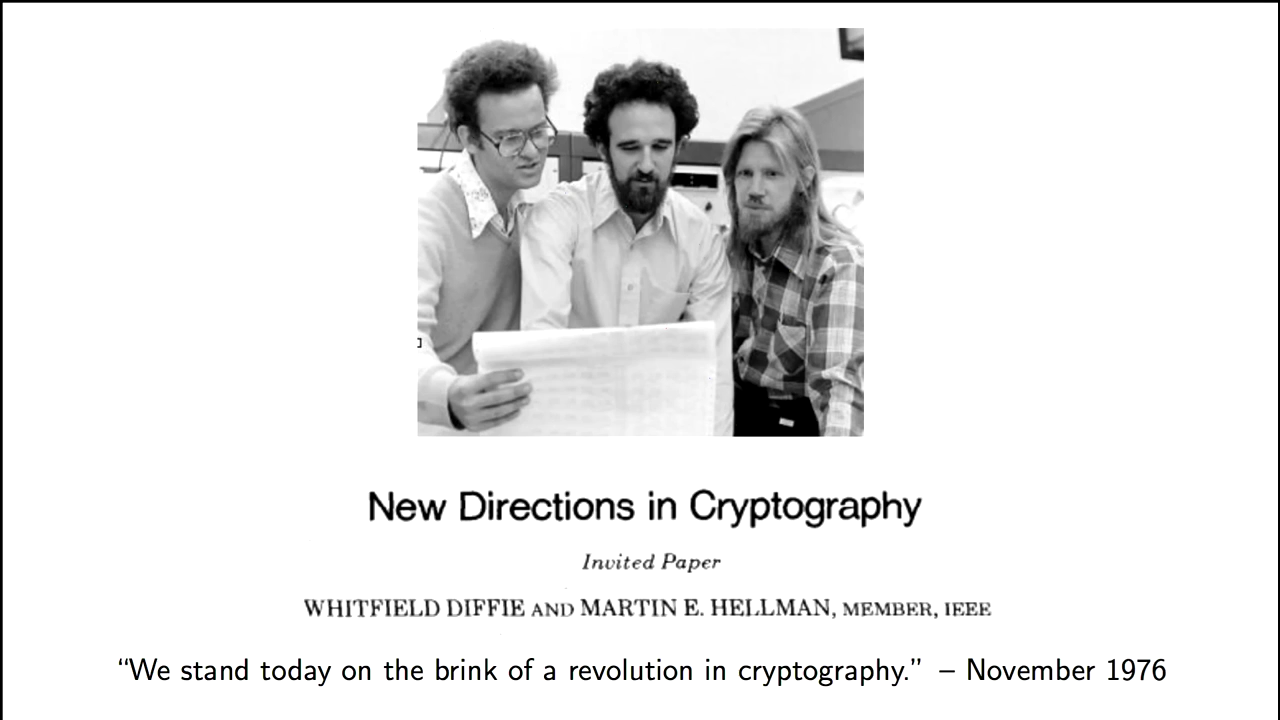 New Directions in Cryptography
Invited Paper
WHITFIELD DIFFIE AND MARTIN E. HELLMAN, MEMBER, IEEE
“We stand today on the brink of a revolution in cryptography.” – November 1976